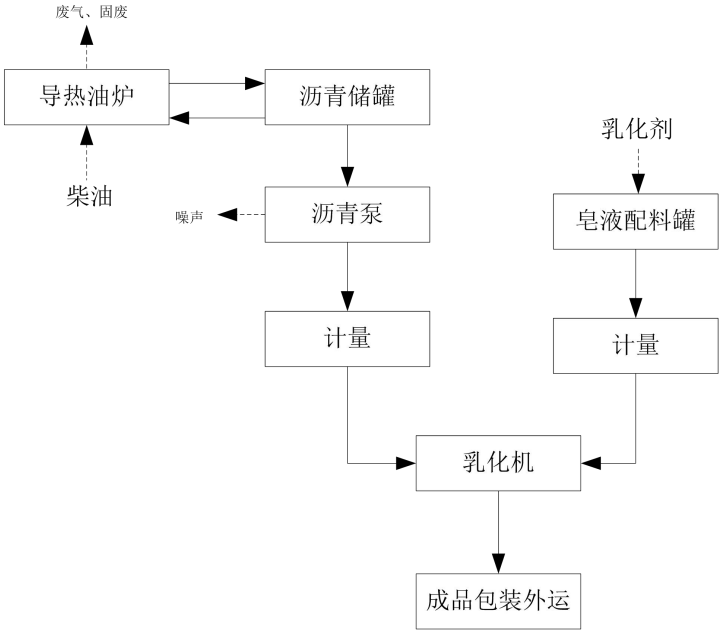 废气、固废
导热油炉
沥青储罐
乳化剂
柴油
噪声
沥青泵
皂液配料罐
计量
计量
乳化机
成品包装外运